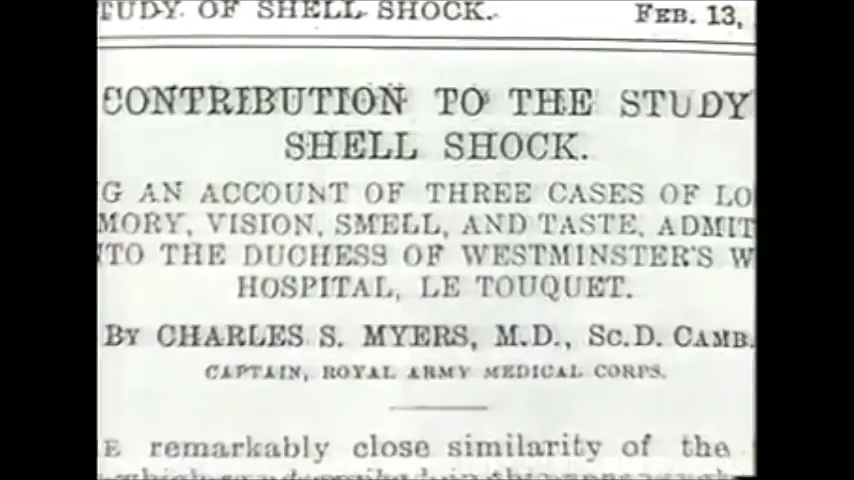 TUDY OF SHELL SHOCK. FEB. 13,
CONTRIBUTION TO THE STUDY
SHELL SHOCK.
G AN ACCOUNT OF THREE CASES OF LO
MORY, VISION, SMELL, AND TASTE, ADMIT
TO THE DUCHESS OF WESTMINSTER'S W
HOSPITAL, LE TOUQUET.
BY CHARLES S. MYERS, M.D., SC.D. CAMB.
CAPTAIN, ROYAL ARMY MEDICAL CORPS.
E remarkably close similarity of the